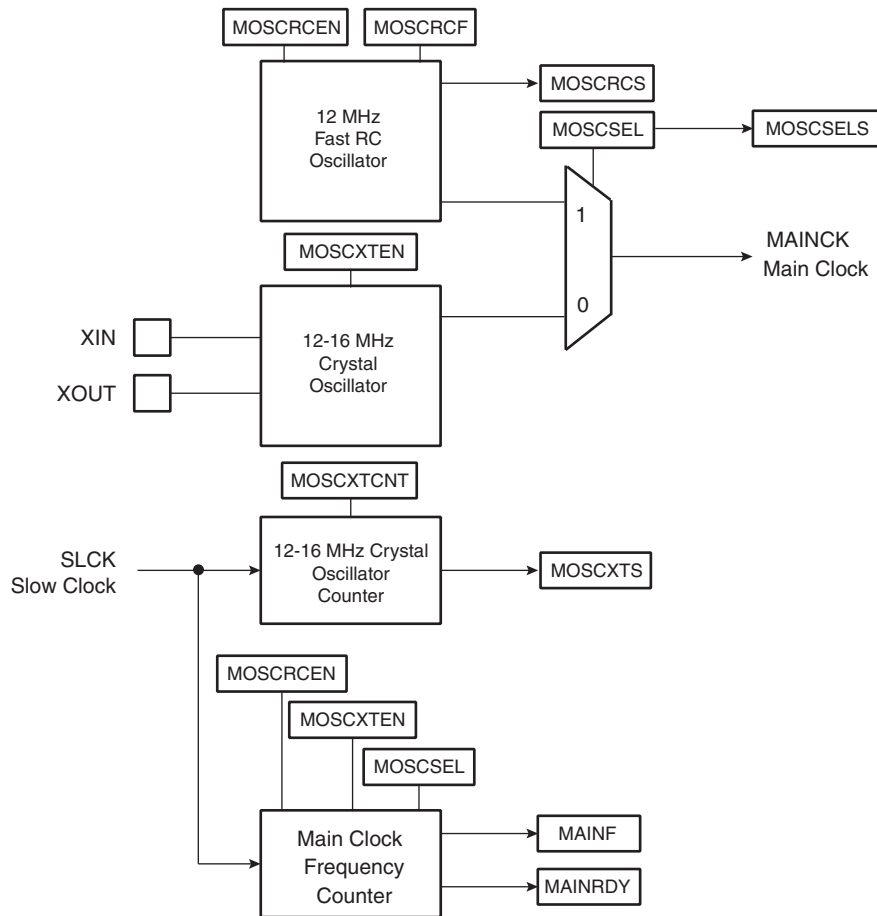 MOSCRCEN
MOSCRCF
12 MHz
Fast RC
Oscillator
MOSCRCS
MOSCSEL
MOSCSELS
1
0
MAINCK
Main Clock
MOSCXTEN
XIN
XOUT
12-16 MHz
Crystal
Oscillator
MOSCXTCNT
SLCK
Slow Clock
12-16 MHz Crystal
Oscillator
Counter
MOSCXTS
MOSCRCEN
MOSCXTEN
MOSCSEL
Main Clock
Frequency
Counter
MAINF
MAINRDY